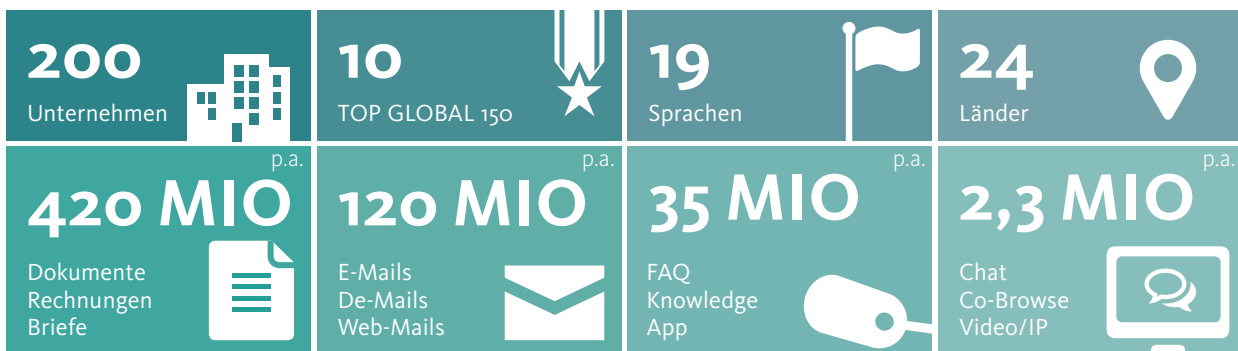 200
Unternehmen
10
TOP GLOBAL 150
19
Sprachen
24
Länder
p.a.
420 MIO
Dokumente
Rechnungen
Briefe
p.a.
120 MIO
E-Mails
De-Mails
Web-Mails
p.a.
35 MIO
FAQ
Knowledge
App
p.a.
2,3 MIO
Chat
Co-Browse
Video/IP